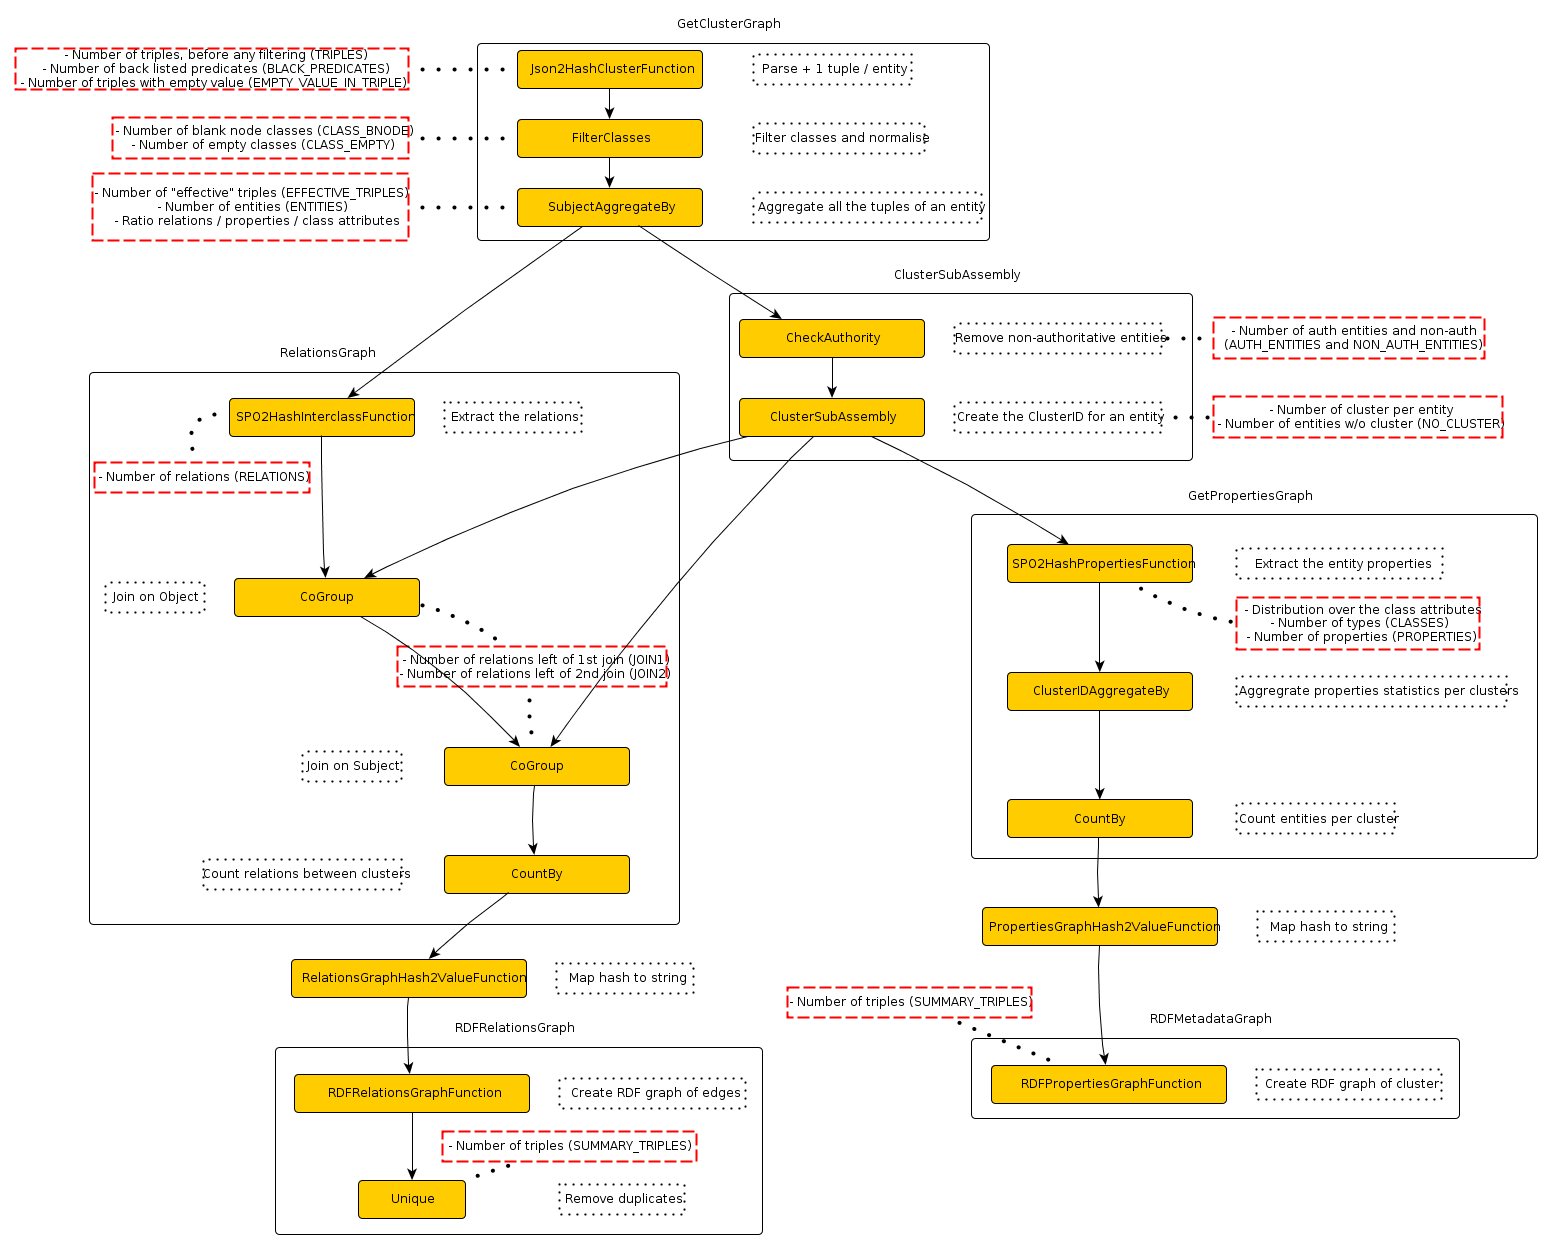 GetClusterGraph
- Number of triples, before any filtering (TRIPLES)
- Number of back listed predicates (BLACK_PREDICATES)
- Number of triples with empty value (EMPTY_VALUE_IN_TRIPLE)
Json2HashClusterFunction
Parse + 1 tuple / entity
- Number of blank node classes (CLASS_BNODE)
- Number of empty classes (CLASS_EMPTY)
FilterClasses
Filter classes and normalise
- Number of "effective" triples (EFFECTIVE_TRIPLES)
- Number of entities (ENTITIES)
- Ratio relations / properties / class attributes
SubjectAggregateBy
Aggregate all the tuples of an entity
ClusterSubAssembly
CheckAuthority
Remove non-authoritative entities
- Number of auth entities and non-auth
(AUTH_ENTITIES and NON_AUTH_ENTITIES)
ClusterSubAssembly
Create the ClusterID for an entity
- Number of cluster per entity
- Number of entities w/o cluster (NO_CLUSTER)
RelationsGraph
SPO2HashInterclassFunction
Extract the relations
- Number of relations (RELATIONS)
Join on Object
CoGroup
- Number of relations left of 1st join (JOIN1)
- Number of relations left of 2nd join (JOIN2)
Join on Subject
CoGroup
Count relations between clusters
CountBy
GetPropertiesGraph
SPO2HashPropertiesFunction
Extract the entity properties
- Distribution over the class attributes
- Number of types (CLASSES)
- Number of properties (PROPERTIES)
ClusterIDAggregateBy
Aggregrate properties statistics per clusters
CountBy
Count entities per cluster
PropertiesGraphHash2ValueFunction
Map hash to string
RelationsGraphHash2ValueFunction
Map hash to string
- Number of triples (SUMMARY_TRIPLES)
RDFMetadataGraph
RDFPropertiesGraphFunction
Create RDF graph of cluster
RDFRelationsGraph
RDFRelationsGraphFunction
Create RDF graph of edges
- Number of triples (SUMMARY_TRIPLES)
Unique
Remove duplicates